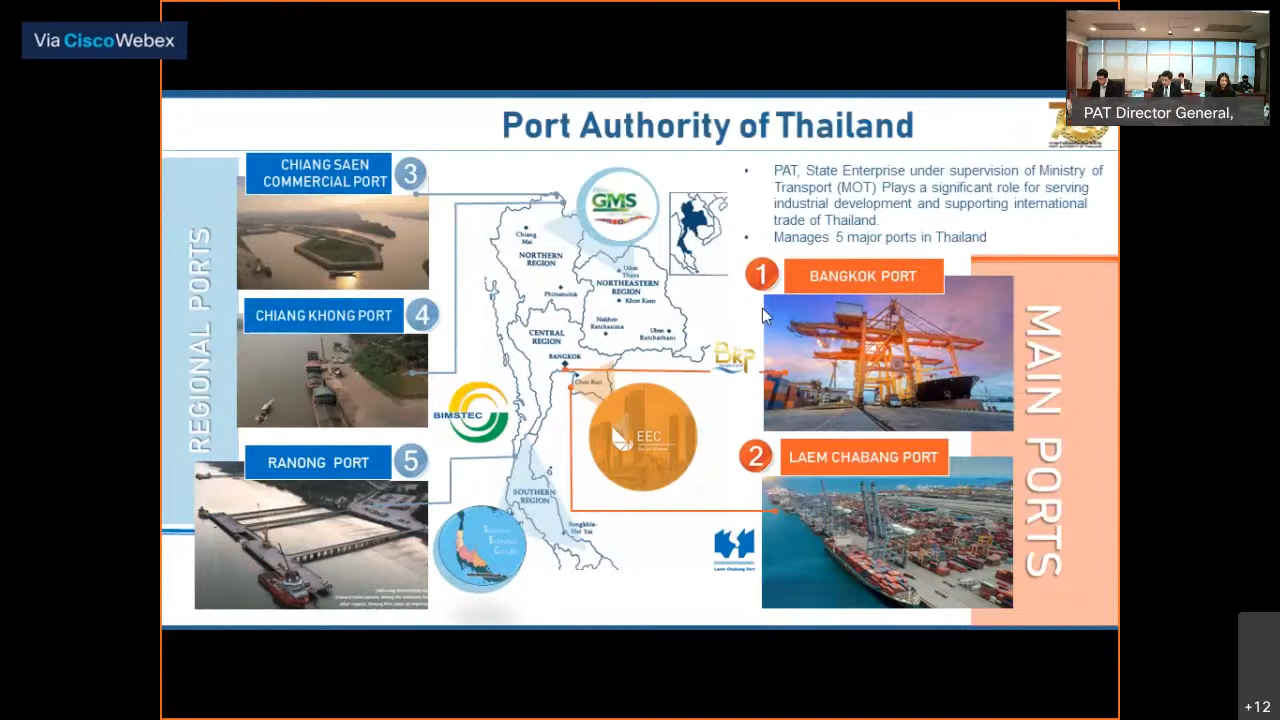 Via CiscoWebex
PAT Director General,
Port Authority of Thailand
CHIANG SAEN
COMMERCIAL PORT
3
GMS
PAT, State Enterprise under supervision of Ministry of
Transport (MOT) Plays a significant role for serving
industrial development and supporting international
trade of Thailand.
Manages 5 major ports in Thailand
REGIONAL PORTS
CHIANG KHONG PORT
4
BIMSTEC
RANONG PORT
5
Chiang
Mai
NORTHERN
REGION
Udon
Thani
NORTHEASTERN
REGION
Khon Kaen
Phitsanulok
Nakhon
Ratchasima
Ubon
Ratchathani
CENTRAL
REGION
BANGKOK
Chon Buri
EEC
SOUTHERN
REGION
Songkhla-
Hat Yai
1
BANGKOK PORT
BKP
2
LAEM CHABANG PORT
Laem Chabang Port
MAIN PORTS
+12